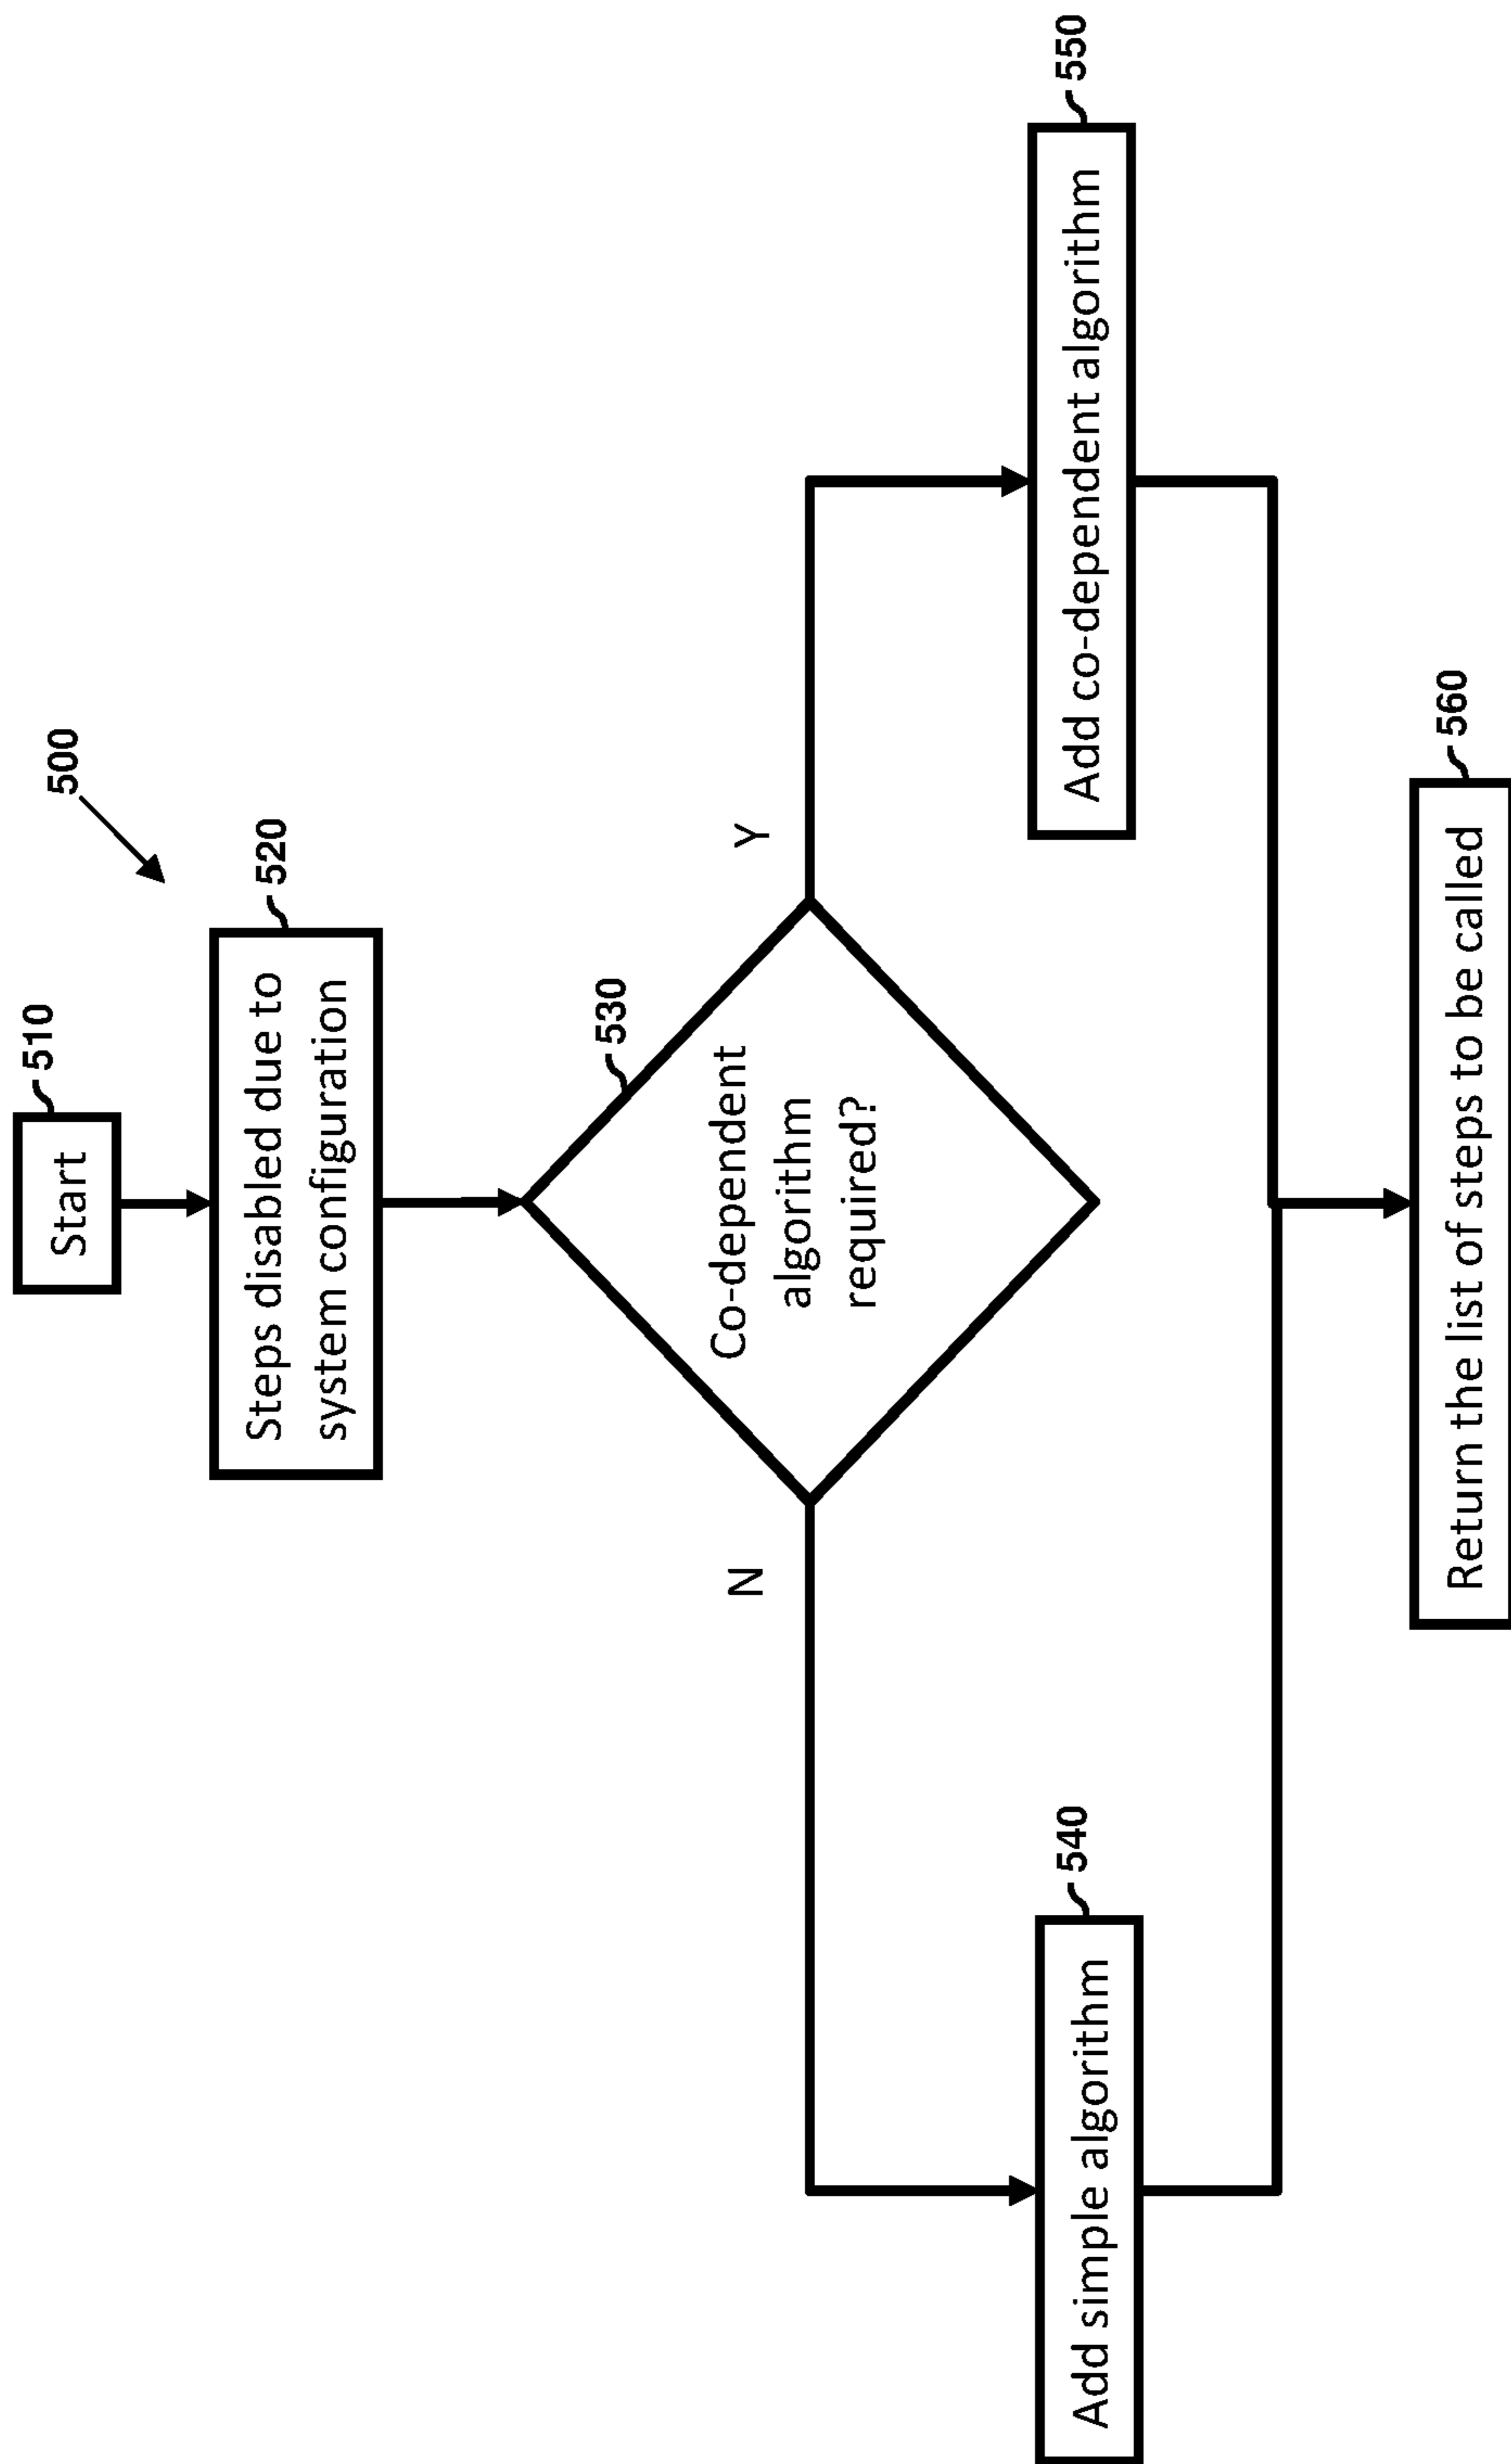 500
510
Start
520
Steps disabled due to
system configuration
530
Co-dependent
algorithm
required?
N
Y
540
Add simple algorithm
550
Add co-dependent algorithm
560
Return the list of steps to be called